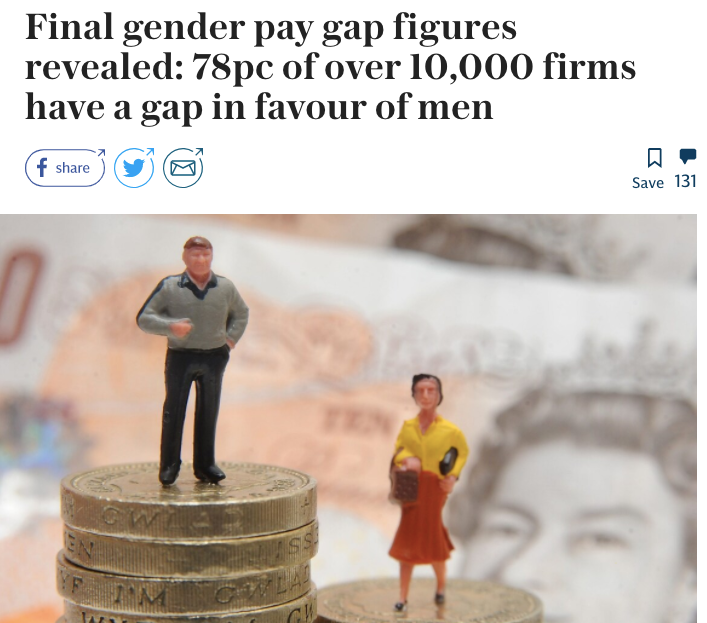 Final gender pay gap figures
revealed: 78pc of over 10,000 firms
have a gap in favour of men
share
Save 131
GWLAD